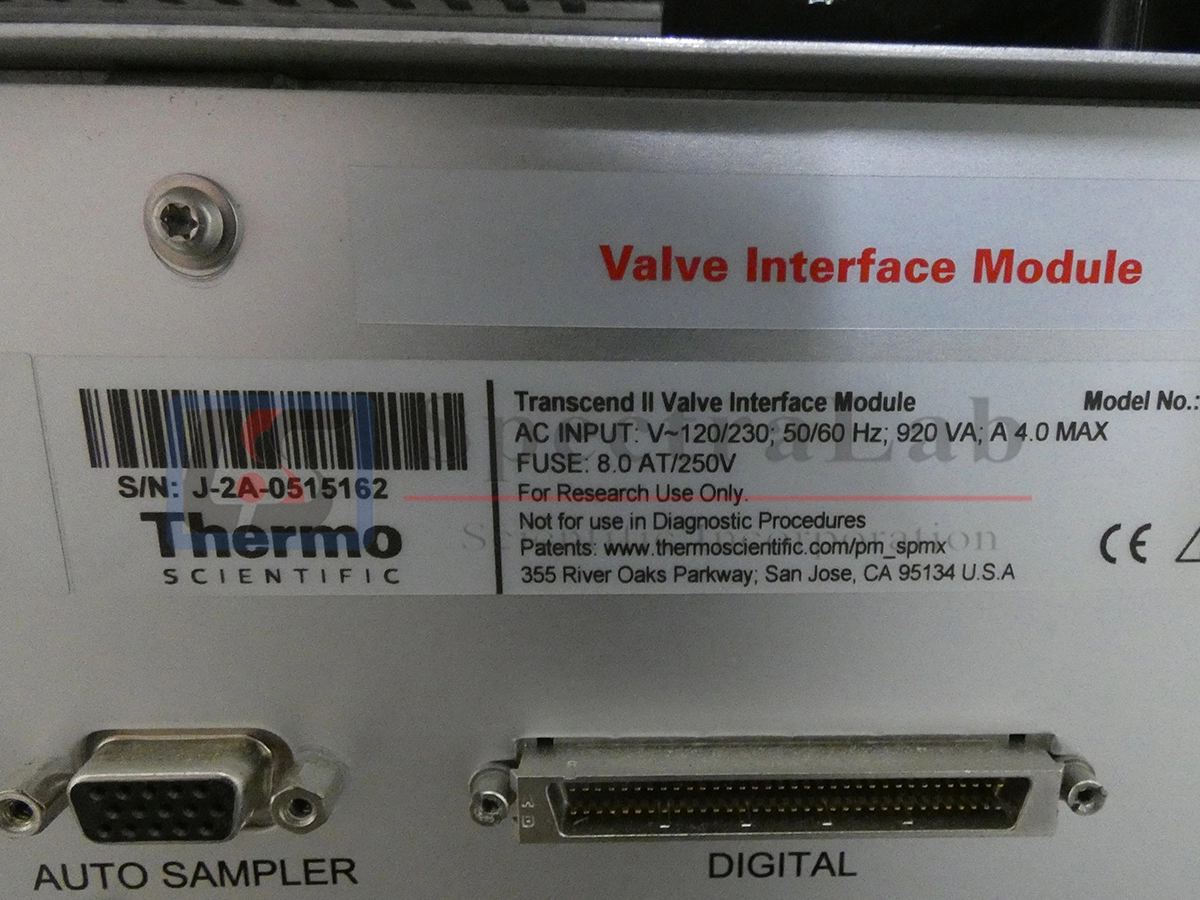 Valve Interface Module
S/N: J-2A-0515162
Thermo
SCIENTIFIC
Transcend II Valve Interface Module
Model No.:
AC INPUT: V~120/230; 50/60 Hz; 920 VA; A 4.0 MAX
FUSE: 8.0 AT/250V
For Research Use Only.
Not for use in Diagnostic Procedures
Patents: www.thermoscientific.com/pm_spmx
355 River Oaks Parkway; San Jose, CA 95134 U.S.A
CE
SpectraLab
Scientific Incorporation
A
B
AUTO SAMPLER
DIGITAL